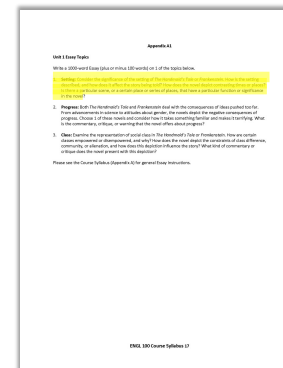 Appendix A1
Unit 1 Essay Topics
Write a 1000-word Essay (plus or minus 100 words) on 1 of the topics below.
1. Setting: Consider the significance of the setting of The Handmaid's Tale or Frankenstein. How is the setting
described, and how does it affect the story being told? How does the novel depict contrasting times or places?
Is there a particular scene, or a certain place or series of places, that have a particular function or significance
in the novel?
2. Progress: Both The Handmaid's Tale and Frankenstein deal with the consequences of ideas pushed too far.
From advancements in science to attitudes about gender, the novels depict the negative consequences of
progress. Choose 1 of these novels and consider how it takes something familiar and makes it terrifying. What
is the commentary, critique, or warning that the novel offers about progress?
3. Class: Examine the representation of social class in The Handmaid's Tale or Frankenstein. How are certain
classes empowered or disempowered, and why? How does the novel depict the constraints of class difference,
community, or alienation, and how does this depiction influence the story? What kind of commentary or
critique does the novel present with this depiction?
Please see the Course Syllabus (Appendix A) for general Essay Instructions.
ENGL 100 Course Syllabus 17